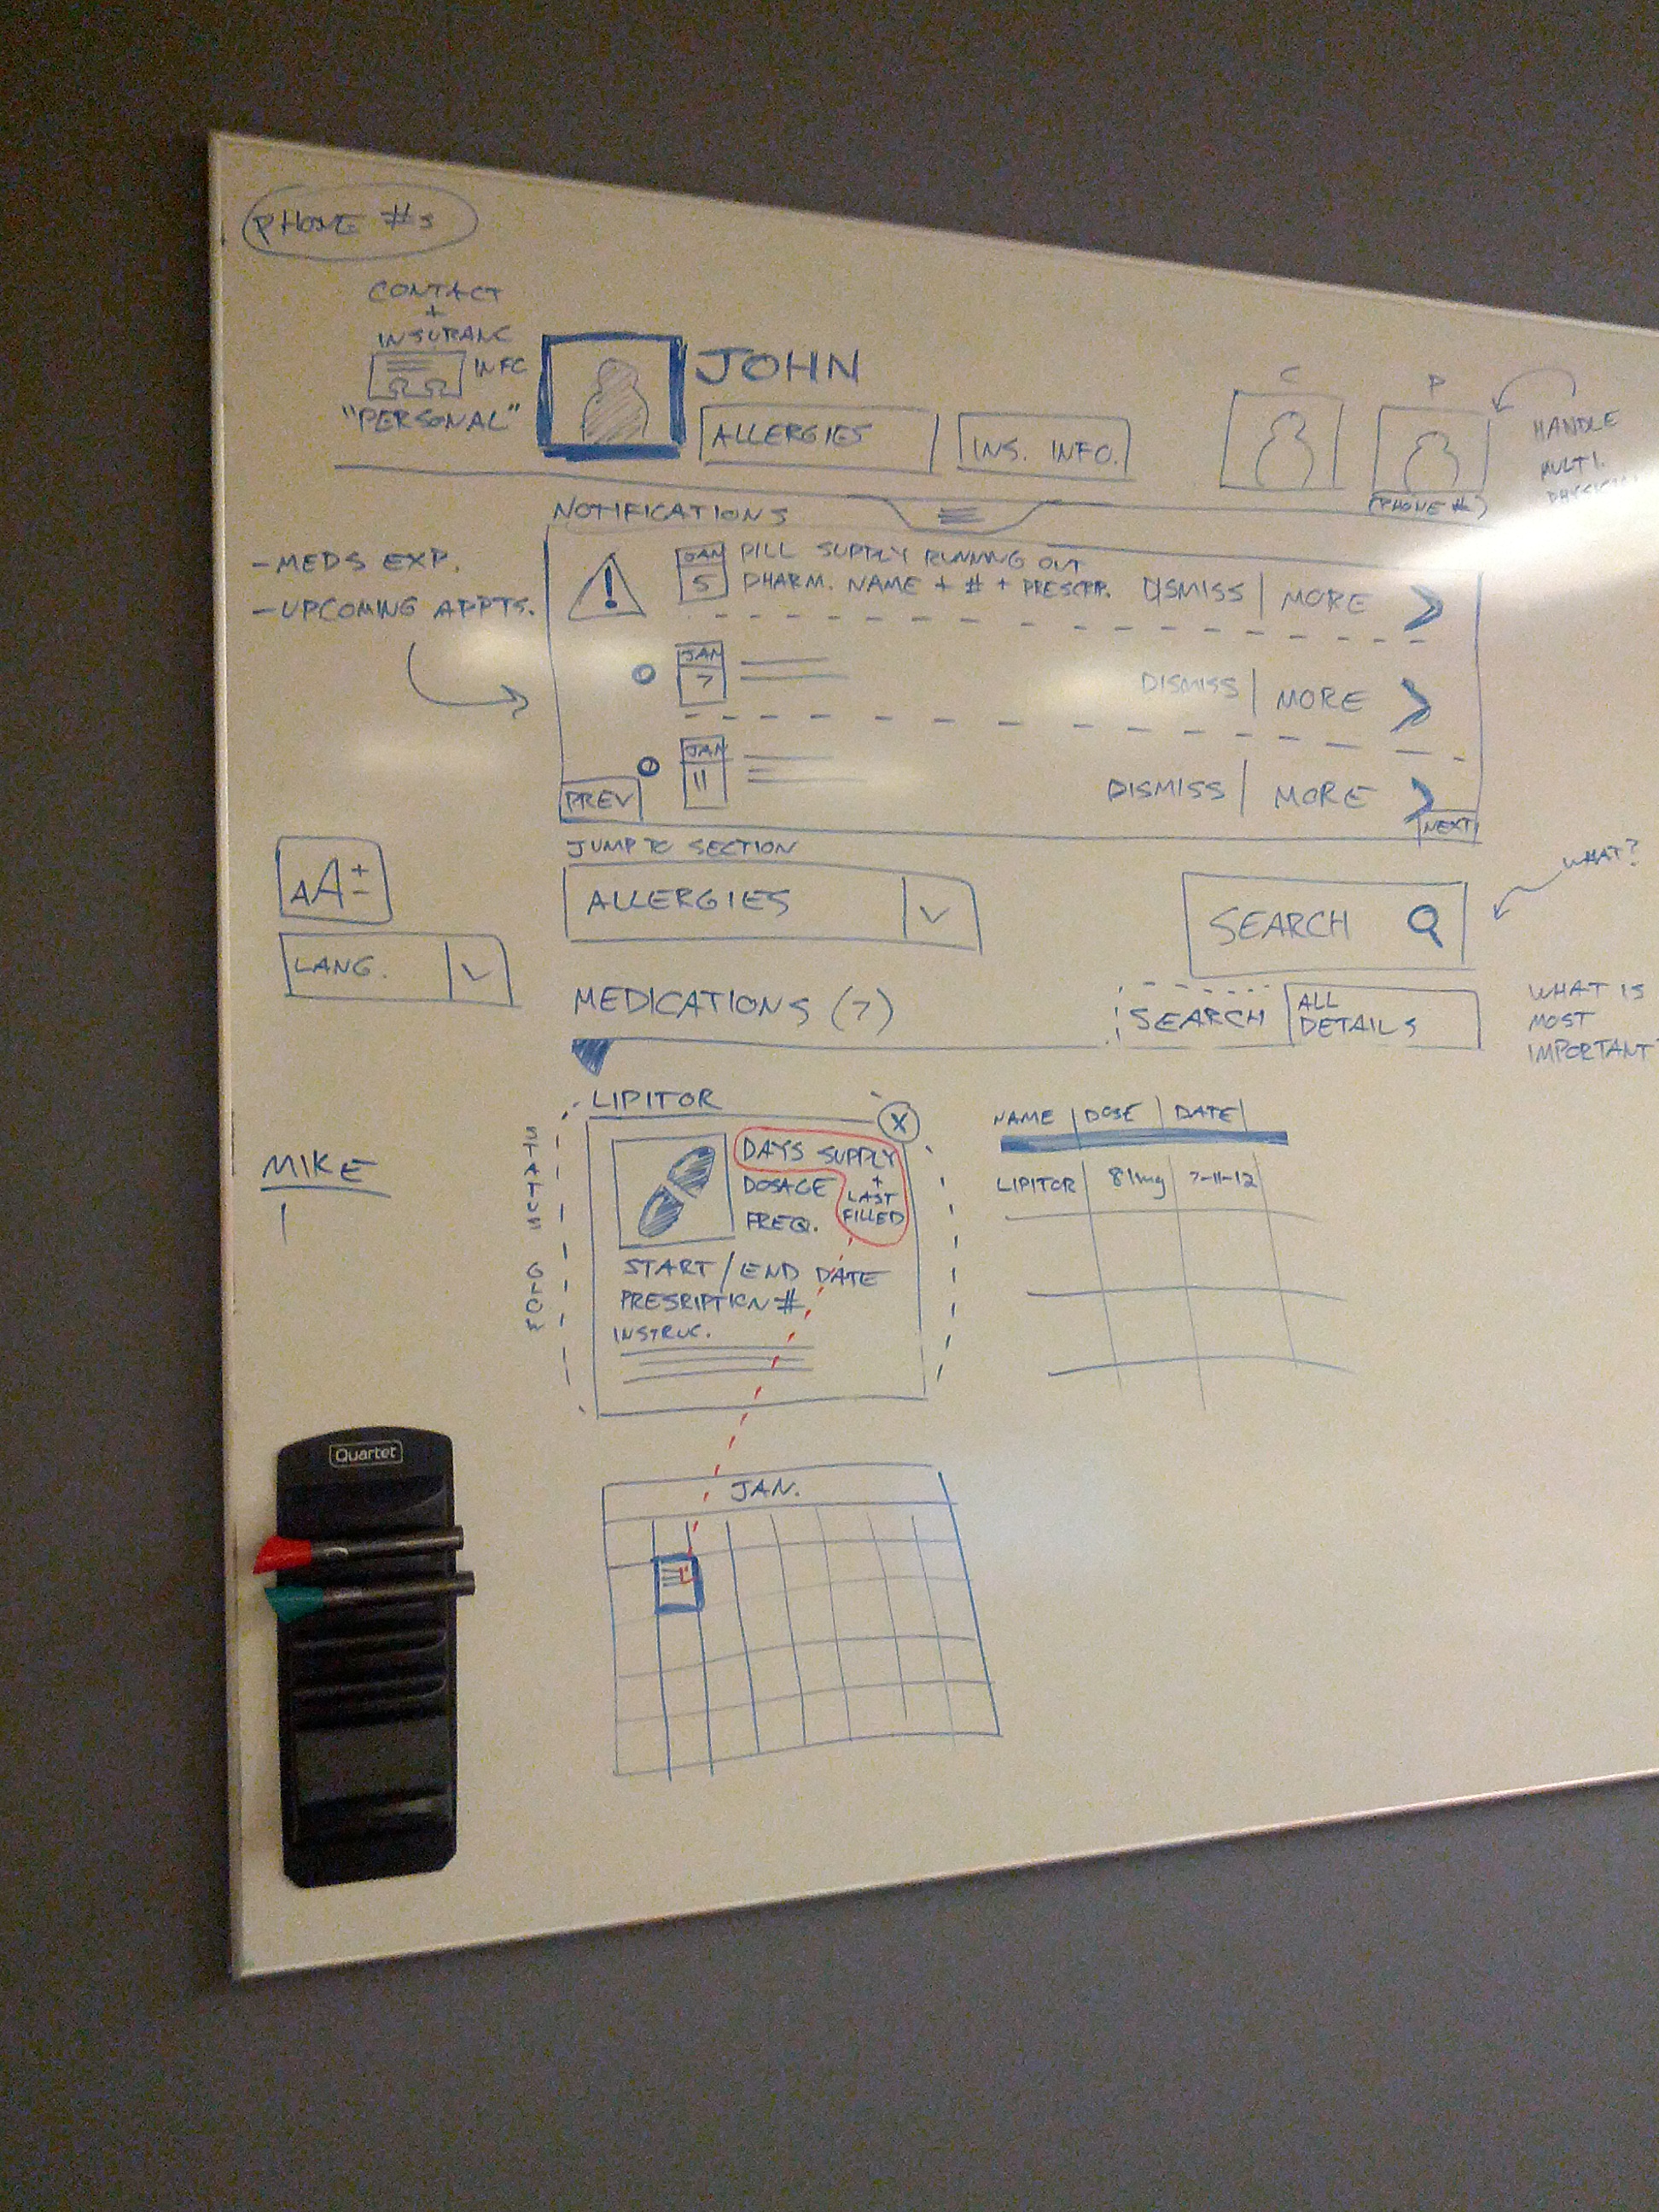 PHONE #s
CONTACT
+
INSURANC
INFO
"PERSONAL"
JOHN
ALLERGIES
INS. INFO.
C
P
(PHONE #)
HANDLE
MULTI.
NOTIFICATIONS
- MEDS EXP.
- UPCOMING APPTS.
!
JAN
5
PILL SUPPLY RUNNING OUT
PHARM. NAME + # + PRESCRP.
DISMISS | MORE
JAN
7
DISMISS | MORE
JAN
11
DISMISS | MORE
PREV
NEXT
JUMP TO SECTION
ALLERGIES
SEARCH
WHAT?
AA+-
LANG.
MEDICATIONS (7)
SEARCH
ALL
DETAILS
WHAT IS
MOST
IMPORTANT
LIPITOR
X
STATUS GLOW
DAYS SUPPLY
+
LAST
FILLED
DOSAGE
FREQ.
START / END DATE
PRESRIPTION #
INSTRUC.
NAME | DOSE | DATE |
LIPITOR 81mg 7-11-12
MIKE
Quartet
JAN.